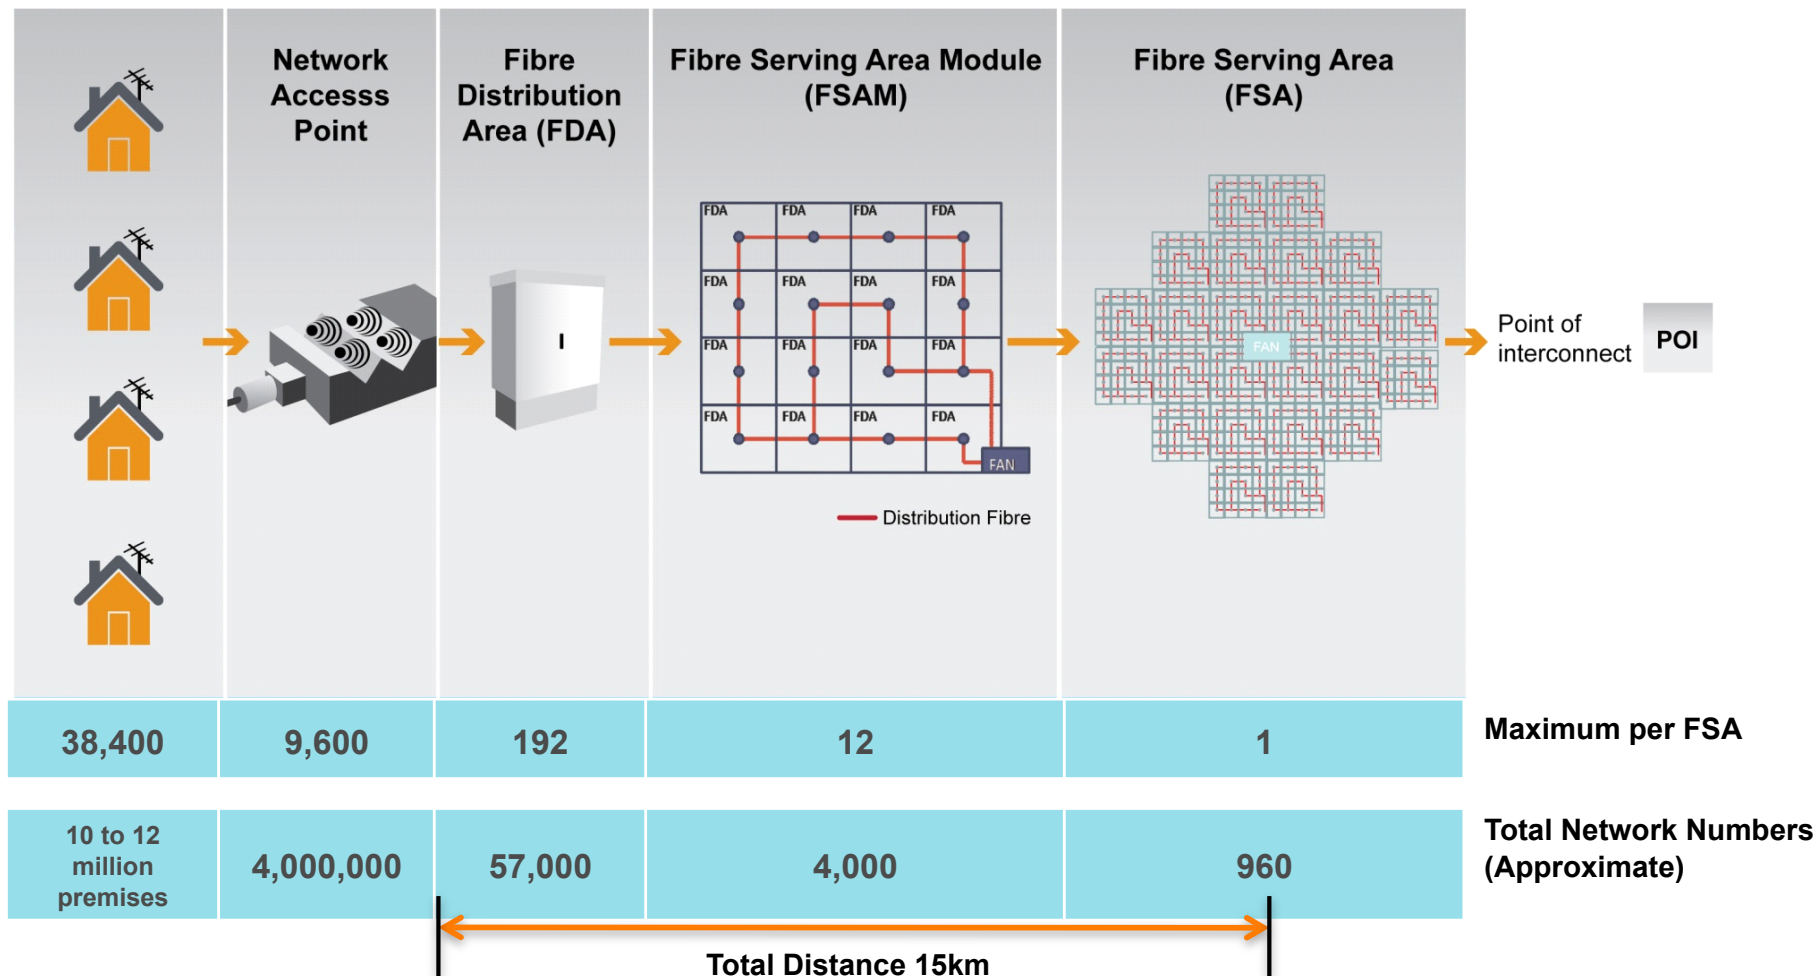 Network
Accesss
Point
Fibre
Distribution
Area (FDA)
Fibre Serving Area Module
(FSAM)
Fibre Serving Area
(FSA)
FDA FDA FDA FDA
FDA FDA FDA FDA
FDA FDA FDA FDA
FDA FDA FDA FDA
FAN
Distribution Fibre
FAN
Point of
interconnect
POI
38,400 9,600 192 12 1
Maximum per FSA
10 to 12
million
premises
4,000,000 57,000 4,000 960
Total Network Numbers
(Approximate)
Total Distance 15km